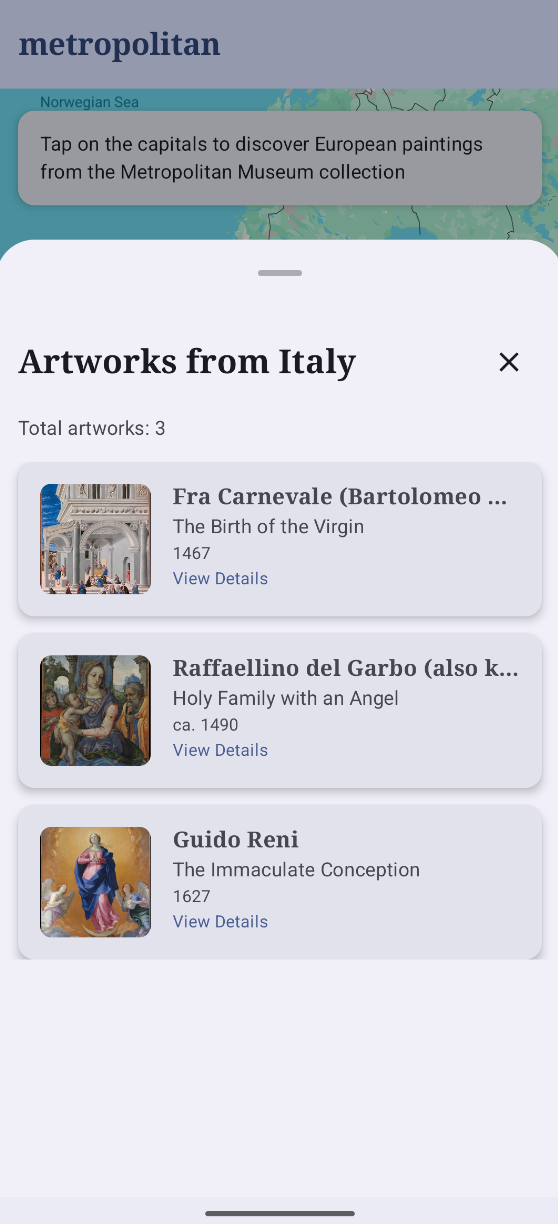 metropolitan
Norwegian Sea
Tap on the capitals to discover European paintings
from the Metropolitan Museum collection
Artworks from Italy
Total artworks: 3
Fra Carnevale (Bartolomeo ...
The Birth of the Virgin
1467
View Details
Raffaellino del Garbo (also k...
Holy Family with an Angel
ca. 1490
View Details
Guido Reni
The Immaculate Conception
1627
View Details